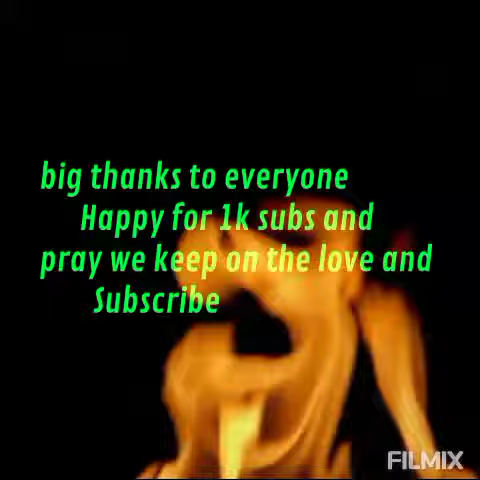 big thanks to everyone
Happy for 1k subs and
pray we keep on the love and
Subscribe
FILMIX